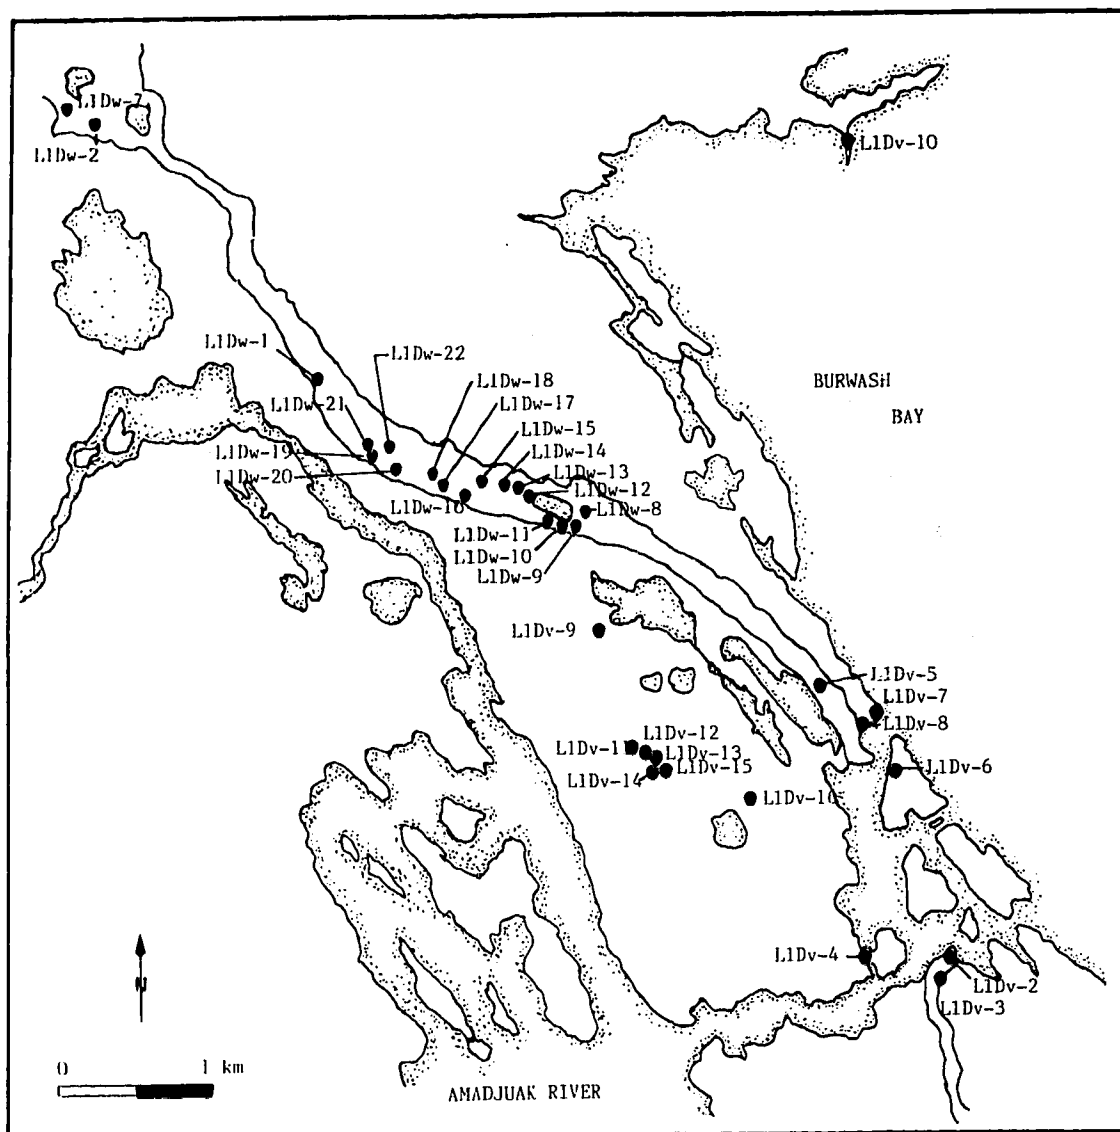 L1Dw-7
L1Dw-2
L1Dv-10
L1Dw-1
L1Dw-22
L1Dw-18
BURWASH
BAY
L1Dw-21
L1Dw-17
L1Dw-15
L1Dw-19
L1Dw-14
L1Dw-20
L1Dw-13
L1Dw-12
L1Dw-16
L1Dw-8
L1Dw-11
L1Dw-10
L1Dw-9
L1Dv-9
L1Dv-5
L1Dv-7
L1Dv-8
L1Dv-12
L1Dv-11
L1Dv-13
L1Dv-15
L1Dv-14
L1Dv-6
L1Dv-16
L1Dv-4
L1Dv-2
L1Dv-3
N
0 1 km
AMADJUAK RIVER